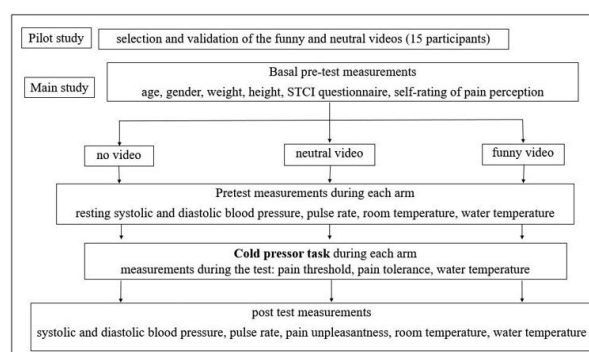 Pilot study
selection and validation of the funny and neutral videos (15 participants)
Main study
Basal pre-test measurements
age, gender, weight, height, STCI questionnaire, self-rating of pain perception
no video
neutral video
funny video
Pretest measurements during each arm
resting systolic and diastolic blood pressure, pulse rate, room temperature, water temperature
Cold pressor task during each arm
measurements during the test: pain threshold, pain tolerance, water temperature
post test measurements
systolic and diastolic blood pressure, pulse rate, pain unpleasantness, room temperature, water temperature